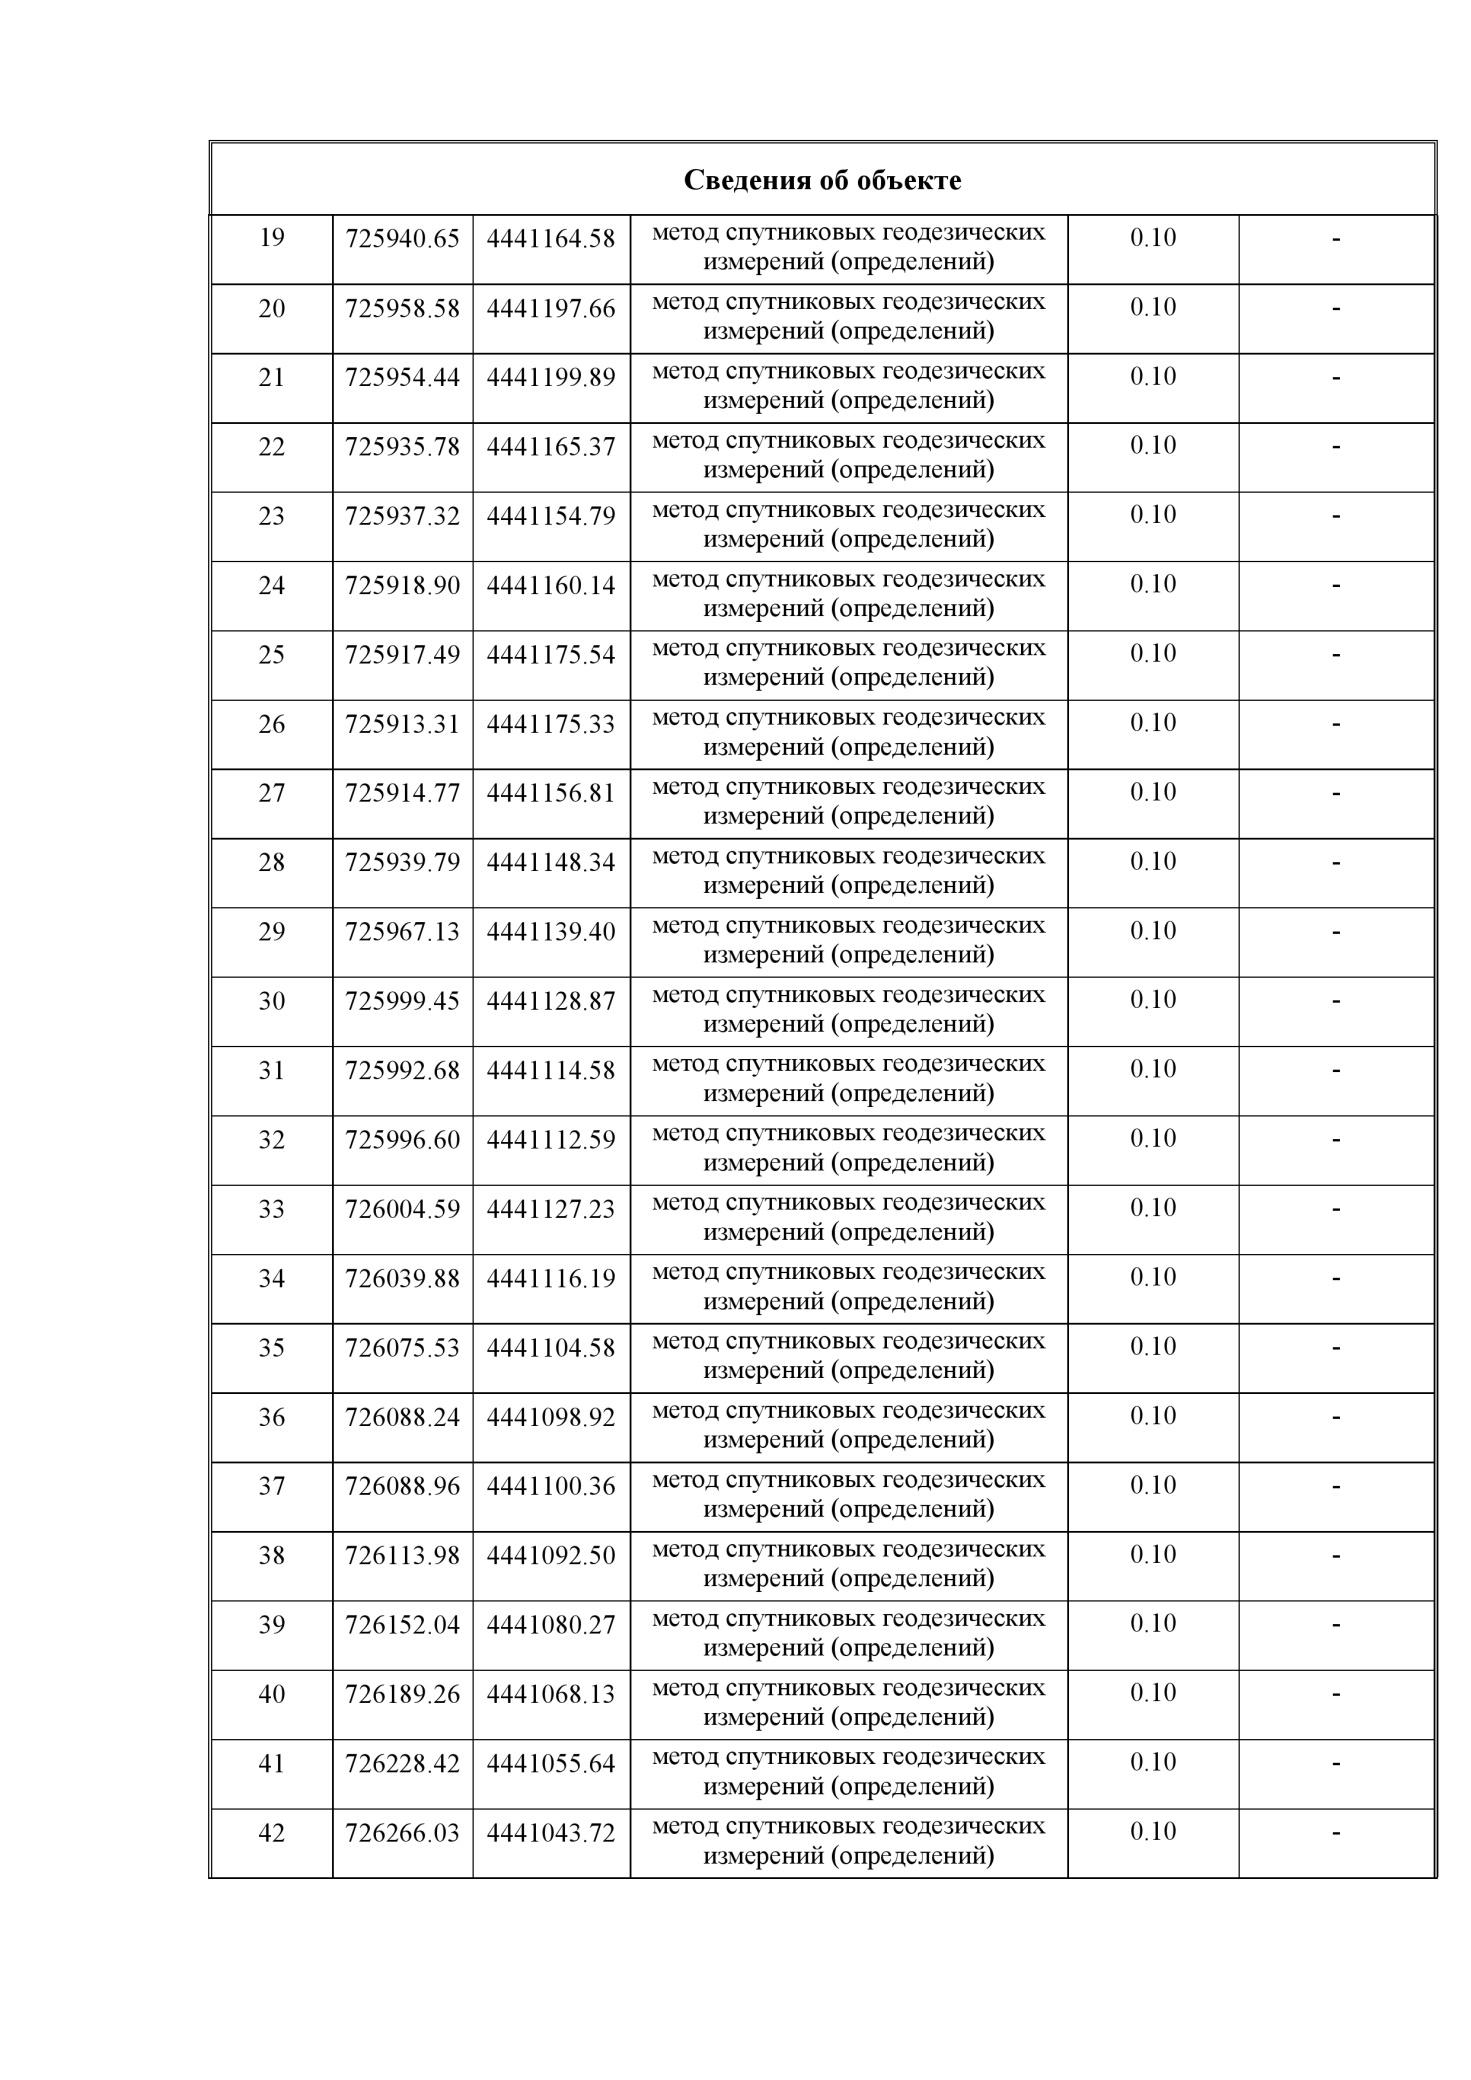 Сведения об объекте
19 725940.65 4441164.58 метод спутниковых геодезических измерений (определений) 0.10 -
20 725958.58 4441197.66 метод спутниковых геодезических измерений (определений) 0.10 -
21 725954.44 4441199.89 метод спутниковых геодезических измерений (определений) 0.10 -
22 725935.78 4441165.37 метод спутниковых геодезических измерений (определений) 0.10 -
23 725937.32 4441154.79 метод спутниковых геодезических измерений (определений) 0.10 -
24 725918.90 4441160.14 метод спутниковых геодезических измерений (определений) 0.10 -
25 725917.49 4441175.54 метод спутниковых геодезических измерений (определений) 0.10 -
26 725913.31 4441175.33 метод спутниковых геодезических измерений (определений) 0.10 -
27 725914.77 4441156.81 метод спутниковых геодезических измерений (определений) 0.10 -
28 725939.79 4441148.34 метод спутниковых геодезических измерений (определений) 0.10 -
29 725967.13 4441139.40 метод спутниковых геодезических измерений (определений) 0.10 -
30 725999.45 4441128.87 метод спутниковых геодезических измерений (определений) 0.10 -
31 725992.68 4441114.58 метод спутниковых геодезических измерений (определений) 0.10 -
32 725996.60 4441112.59 метод спутниковых геодезических измерений (определений) 0.10 -
33 726004.59 4441127.23 метод спутниковых геодезических измерений (определений) 0.10 -
34 726039.88 4441116.19 метод спутниковых геодезических измерений (определений) 0.10 -
35 726075.53 4441104.58 метод спутниковых геодезических измерений (определений) 0.10 -
36 726088.24 4441098.92 метод спутниковых геодезических измерений (определений) 0.10 -
37 726088.96 4441100.36 метод спутниковых геодезических измерений (определений) 0.10 -
38 726113.98 4441092.50 метод спутниковых геодезических измерений (определений) 0.10 -
39 726152.04 4441080.27 метод спутниковых геодезических измерений (определений) 0.10 -
40 726189.26 4441068.13 метод спутниковых геодезических измерений (определений) 0.10 -
41 726228.42 4441055.64 метод спутниковых геодезических измерений (определений) 0.10 -
42 726266.03 4441043.72 метод спутниковых геодезических измерений (определений) 0.10 -